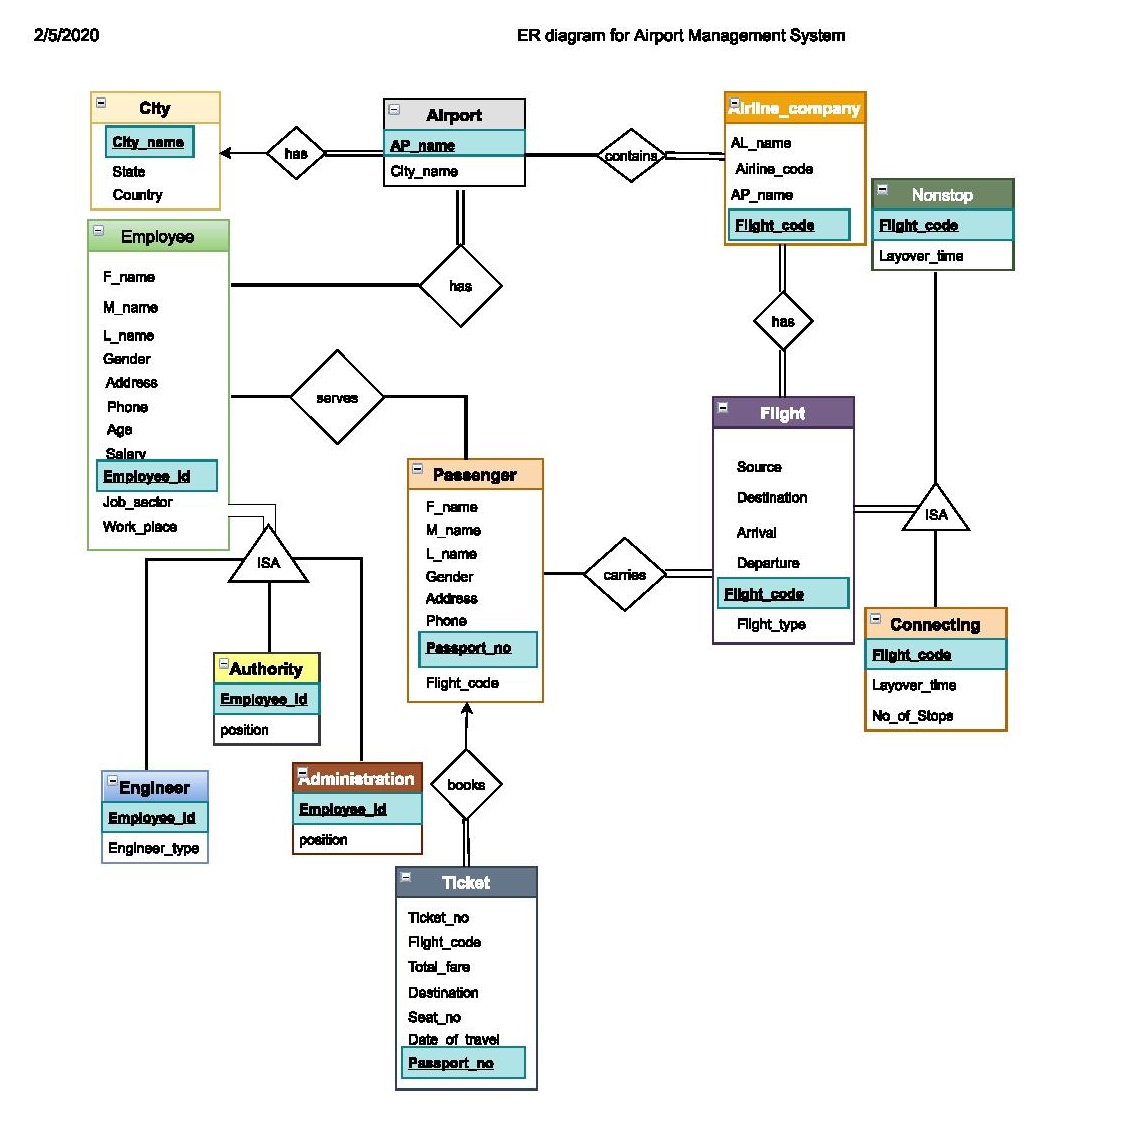 2/5/2020
ER diagram for Airport Management System
City
City_name
State
Country
has
Airport
AP_name
City_name
contains
Airline_company
AL_name
Airline_code
AP_name
Flight_code
Nonstop
Flight_code
Layover_time
Employee
F_name
M_name
L_name
Gender
Address
Phone
Age
Salary
Employee_id
Job_sector
Work_place
has
has
serves
Passenger
F_name
M_name
L_name
Gender
Address
Phone
Passport_no
Flight_code
carries
Flight
Source
Destination
Arrival
Departure
Flight_code
Flight_type
ISA
Connecting
Flight_code
Layover_time
No_of_Stops
ISA
Authority
Employee_id
position
Engineer
Employee_id
Engineer_type
Administration
Employee_id
position
books
Ticket
Ticket_no
Flight_code
Total_fare
Destination
Seat_no
Date_of_travel
Passport_no